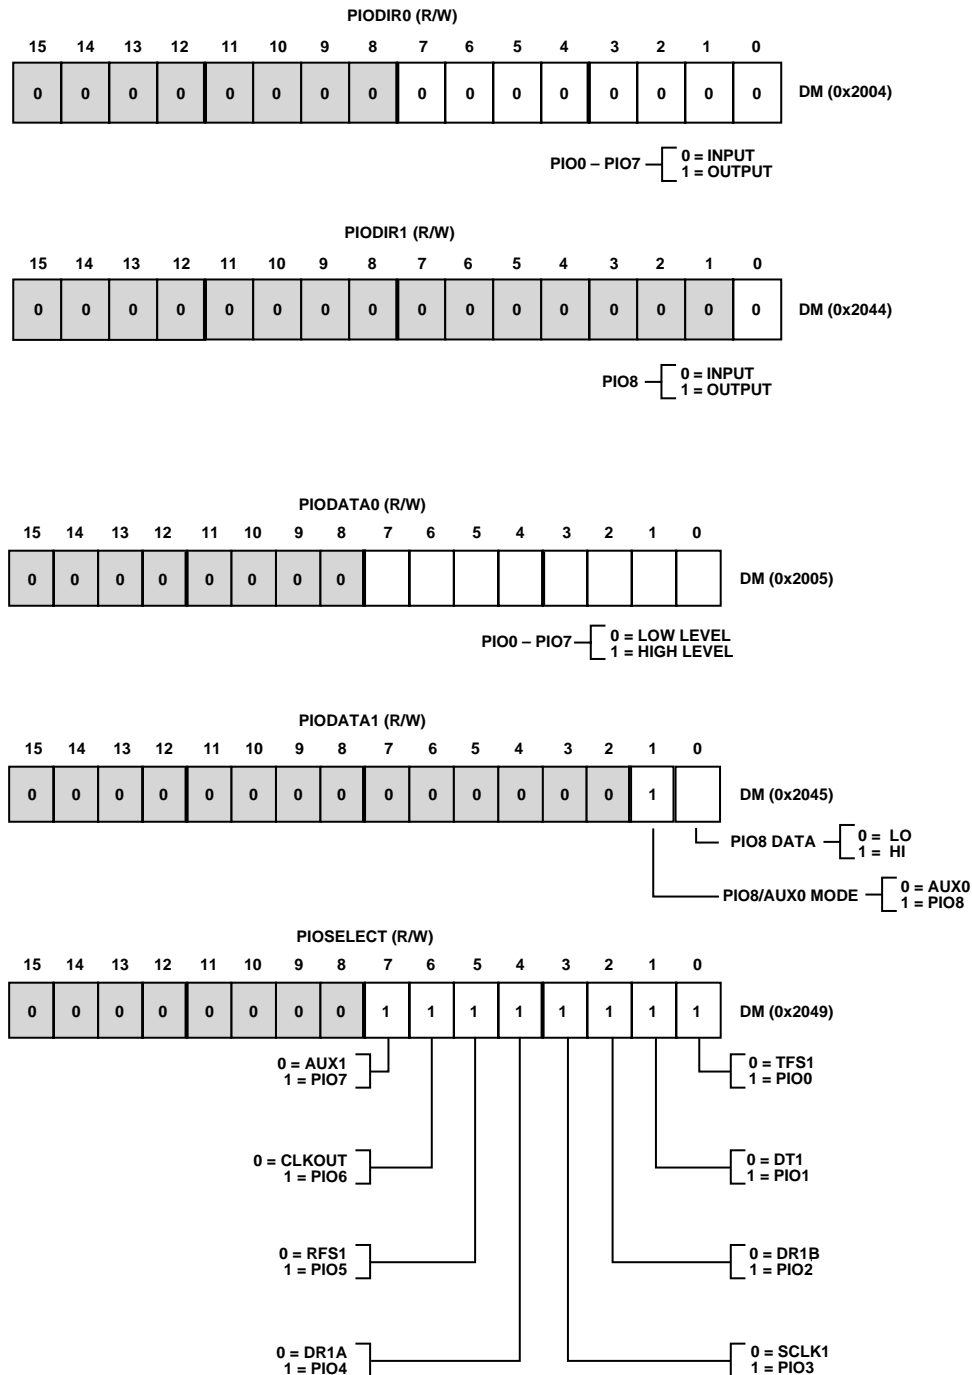 PIODIR0 (R/W)
15 14 13 12 11 10 9 8 7 6 5 4 3 2 1 0
0 0 0 0 0 0 0 0 0 0 0 0 0 0 0 0 DM (0x2004)
PIO0 – PIO7 0 = INPUT
1 = OUTPUT
PIODIR1 (R/W)
15 14 13 12 11 10 9 8 7 6 5 4 3 2 1 0
0 0 0 0 0 0 0 0 0 0 0 0 0 0 0 0 DM (0x2044)
PIO8 0 = INPUT
1 = OUTPUT
PIODATA0 (R/W)
15 14 13 12 11 10 9 8 7 6 5 4 3 2 1 0
0 0 0 0 0 0 0 0 DM (0x2005)
PIO0 – PIO7 0 = LOW LEVEL
1 = HIGH LEVEL
PIODATA1 (R/W)
15 14 13 12 11 10 9 8 7 6 5 4 3 2 1 0
0 0 0 0 0 0 0 0 0 0 0 0 0 0 1 DM (0x2045)
PIO8 DATA 0 = LO
1 = HI
PIO8/AUX0 MODE 0 = AUX0
1 = PIO8
PIOSELECT (R/W)
15 14 13 12 11 10 9 8 7 6 5 4 3 2 1 0
0 0 0 0 0 0 0 0 1 1 1 1 1 1 1 1 DM (0x2049)
0 = AUX1 0 = TFS1
1 = PIO7 1 = PIO0
0 = CLKOUT 0 = DT1
1 = PIO6 1 = PIO1
0 = RFS1 0 = DR1B
1 = PIO5 1 = PIO2
0 = DR1A 0 = SCLK1
1 = PIO4 1 = PIO3